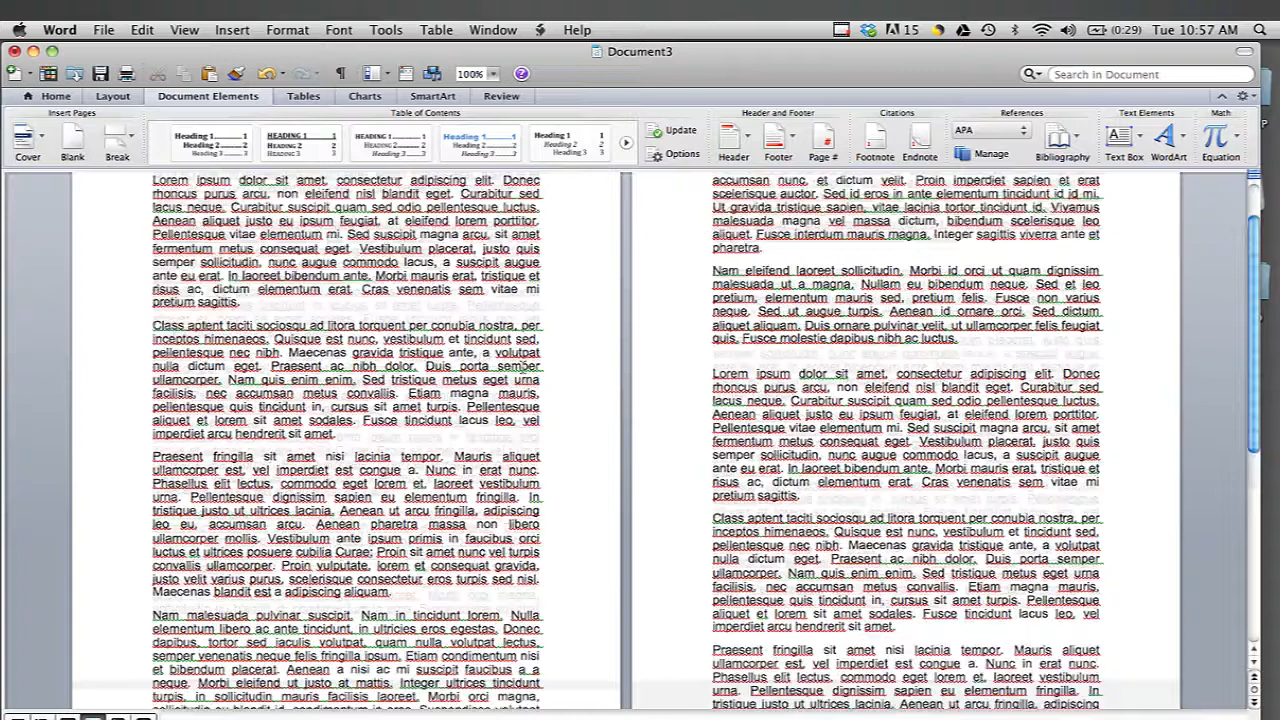 Word File Edit View Insert Format Font Tools Table Window Help 15 (0:29) Tue 10:57 AM
Document3
100% Search in Document
Home Layout Document Elements Tables Charts SmartArt Review
Insert Pages Table of Contents Header and Footer References Citations Text Elements Math
Cover Blank Break
Heading 1 1
Heading 2 2
Heading 3 3
HEADING 1 1
HEADING 2 2
HEADING 3 3
HEADING 1 1
HEADING 2 2
HEADING 3 3
Heading 1 1
Heading 2 2
Heading 3 3
Heading 1 1
Heading 2 2
Heading 3 3
Update
Options
Header Footer Page #
Footnote Endnote
APA
Manage
Bibliography
Text Box WordArt
Equation
Lorem ipsum dolor sit amet, consectetur adipiscing elit. Donec
rhoncus purus arcu, non eleifend nisl blandit eget. Curabitur sed
lacus neque. Curabitur suscipit quam sed odio pellentesque luctus.
Aenean aliquet justo eu ipsum feugiat, at eleifend lorem porttitor.
Pellentesque vitae elementum mi. Sed suscipit magna arcu, sit amet
fermentum metus consequat eget. Vestibulum placerat, justo quis
semper sollicitudin, nunc augue commodo lacus, a suscipit augue
ante eu erat. In laoreet bibendum ante. Morbi mauris erat, tristique et
risus ac, dictum elementum erat. Cras venenatis sem vitae mi
pretium sagittis.
Class aptent taciti sociosqu ad litora torquent per conubia nostra, per
inceptos himenaeos. Quisque est nunc, vestibulum et tincidunt sed,
pellentesque nec nibh. Maecenas gravida tristique ante, a volutpat
nulla dictum eget. Praesent ac nibh dolor. Duis porta semper
ullamcorper. Nam quis enim enim. Sed tristique metus eget urna
facilisis, nec accumsan metus convallis. Etiam magna mauris,
pellentesque quis tincidunt in, cursus sit amet turpis. Pellentesque
aliquet et lorem sit amet sodales. Fusce tincidunt lacus leo, vel
imperdiet arcu hendrerit sit amet.
Praesent fringilla sit amet nisi lacinia tempor. Mauris aliquet
ullamcorper est, vel imperdiet est congue a. Nunc in erat nunc.
Phasellus elit lectus, commodo eget lorem et, laoreet vestibulum
urna. Pellentesque dignissim sapien eu elementum fringilla. In
tristique justo ut ultrices lacinia. Aenean ut arcu fringilla, adipiscing
leo eu, accumsan arcu. Aenean pharetra massa non libero
ullamcorper mollis. Vestibulum ante ipsum primis in faucibus orci
luctus et ultrices posuere cubilia Curae; Proin sit amet nunc vel turpis
convallis ullamcorper. Proin vulputate, lorem et consequat gravida,
justo velit varius purus, scelerisque consectetur eros turpis sed nisl.
Maecenas blandit est a adipiscing aliquam.
Nam malesuada pulvinar suscipit. Nam in tincidunt lorem. Nulla
elementum libero ac ante tincidunt, in ultricies eros egestas. Donec
dapibus, tortor sed iaculis volutpat, quam nulla volutpat lectus,
semper venenatis neque felis fringilla ipsum. Etiam condimentum nisi
et bibendum placerat. Aenean a nisi ac mi suscipit faucibus a a
neque. Morbi eleifend ut justo at mattis. Integer ultrices tincidunt
turpis, in sollicitudin mauris facilisis laoreet. Morbi orci magna,
accumsan nunc, et dictum velit. Proin imperdiet sapien et erat
scelerisque auctor. Sed id eros in ante elementum tincidunt id id mi.
Ut gravida tristique sapien, vitae lacinia tortor tincidunt id. Vivamus
malesuada magna vel massa dictum, bibendum scelerisque leo
aliquet. Fusce interdum mauris magna. Integer sagittis viverra ante et
pharetra.
Nam eleifend laoreet sollicitudin. Morbi id orci ut quam dignissim
malesuada ut a magna. Nullam eu bibendum neque. Sed et leo
pretium, elementum mauris sed, pretium felis. Fusce non varius
neque. Sed ut augue turpis. Aenean id ornare orci. Sed dictum
aliquet aliquam. Duis ornare pulvinar velit, ut ullamcorper felis feugiat
quis. Fusce molestie dapibus nibh ac luctus.
Lorem ipsum dolor sit amet, consectetur adipiscing elit. Donec
rhoncus purus arcu, non eleifend nisl blandit eget. Curabitur sed
lacus neque. Curabitur suscipit quam sed odio pellentesque luctus.
Aenean aliquet justo eu ipsum feugiat, at eleifend lorem porttitor.
Pellentesque vitae elementum mi. Sed suscipit magna arcu, sit amet
fermentum metus consequat eget. Vestibulum placerat, justo quis
semper sollicitudin, nunc augue commodo lacus, a suscipit augue
ante eu erat. In laoreet bibendum ante. Morbi mauris erat, tristique et
risus ac, dictum elementum erat. Cras venenatis sem vitae mi
pretium sagittis.
Class aptent taciti sociosqu ad litora torquent per conubia nostra, per
inceptos himenaeos. Quisque est nunc, vestibulum et tincidunt sed,
pellentesque nec nibh. Maecenas gravida tristique ante, a volutpat
nulla dictum eget. Praesent ac nibh dolor. Duis porta semper
ullamcorper. Nam quis enim enim. Sed tristique metus eget urna
facilisis, nec accumsan metus convallis. Etiam magna mauris,
pellentesque quis tincidunt in, cursus sit amet turpis. Pellentesque
aliquet et lorem sit amet sodales. Fusce tincidunt lacus leo, vel
imperdiet arcu hendrerit sit amet.
Praesent fringilla sit amet nisi lacinia tempor. Mauris aliquet
ullamcorper est, vel imperdiet est congue a. Nunc in erat nunc.
Phasellus elit lectus, commodo eget lorem et, laoreet vestibulum
urna. Pellentesque dignissim sapien eu elementum fringilla. In
tristique justo ut ultrices lacinia. Aenean ut arcu fringilla, adipiscing